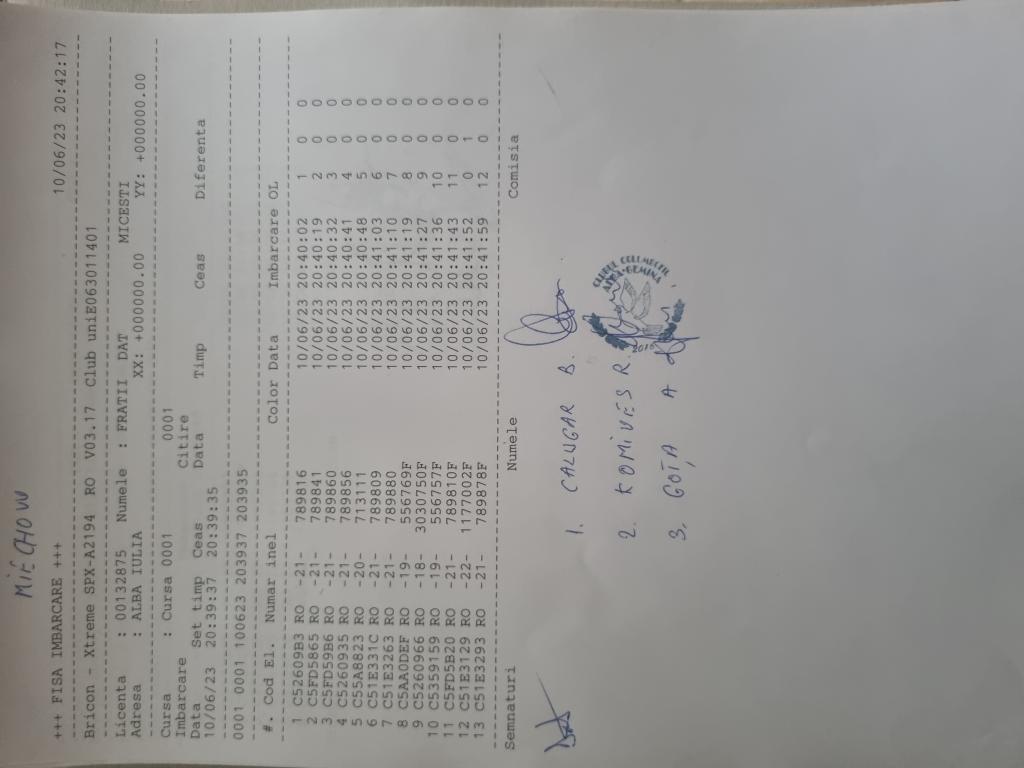 MIECHOVU
+++ FISA IMBARCARE +++ 10/06/23 20:42:17
Bricon - Xtreme SPX-A2194 RO V03.17 Club uniE063011401
Licenta : 00132875 Numele : FRATII DAT MICESTI
Adresa : ALBA IULIA XX: +000000.00 YY: +000000.00
Cursa : Cursa 0001 0001
Imbarcare Citire
Data Set timp Ceas Data Timp Ceas Diferenta
10/06/23 20:39:37 20:39:35
0001 0001 100623 203937 203935
#. Cod El. Numar inel Color Data Imbarcare OL
1 C52609B3 RO -21- 789816 10/06/23 20:40:02 1 0 0
2 C5FD5865 RO -21- 789841 10/06/23 20:40:19 2 0 0
3 C5FD59B6 RO -21- 789860 10/06/23 20:40:32 3 0 0
4 C5260935 RO -21- 789856 10/06/23 20:40:41 4 0 0
5 C55A8823 RO -20- 713111 10/06/23 20:40:48 5 0 0
6 C51E331C RO -21- 789809 10/06/23 20:41:03 6 0 0
7 C51E3263 RO -21- 789880 10/06/23 20:41:10 7 0 0
8 C5AA0DEF RO -19- 556769F 10/06/23 20:41:19 8 0 0
9 C5260966 RO -18- 3030750F 10/06/23 20:41:27 9 0 0
10 C5359159 RO -19- 556757F 10/06/23 20:41:36 10 0 0
11 C5FD5B20 RO -21- 789810F 10/06/23 20:41:43 11 0 0
12 C51E3129 RO -22- 1177002F 10/06/23 20:41:52 0 1 0
13 C51E3293 RO -21- 789878F 10/06/23 20:41:59 12 0 0
Semnaturi Numele Comisia
1. CALUGAR B.
2. KOMIVES R.
3. GOȚA A
CLUBUL COLUMBOFIL
GEMINA
2016